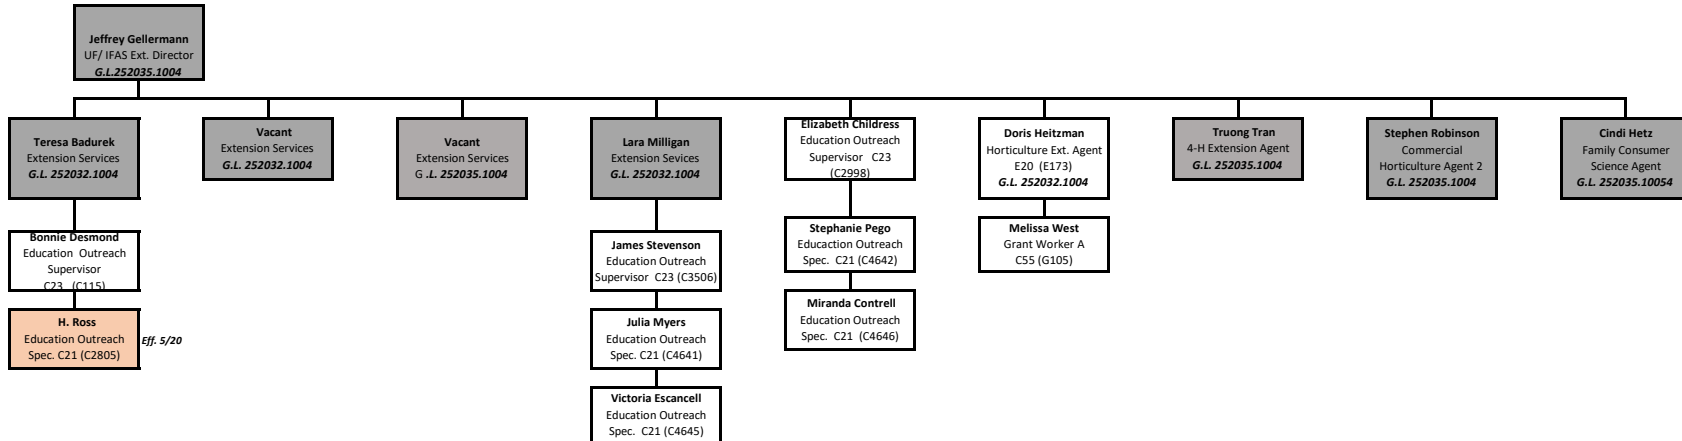 Jeffrey Gellermann
UF/ IFAS Ext. Director
G.L.252035.1004
Teresa Badurek
Extension Services
G.L. 252032.1004
Vacant
Extension Services
G.L. 252032.1004
Vacant
Extension Services
G .L. 252035.1004
Lara Milligan
Extension Sevices
G.L. 252032.1004
Elizabeth Childress
Education Outreach
Supervisor C23
(C2998)
Doris Heitzman
Horticulture Ext. Agent
E20 (E173)
G.L. 252032.1004
Truong Tran
4-H Extension Agent
G.L. 252035.1004
Stephen Robinson
Commercial
Horticulture Agent 2
G.L. 252035.1004
Cindi Hetz
Family Consumer
Science Agent
G.L. 252035.10054
Bonnie Desmond
Education Outreach
Supervisor
C23 (C115)
James Stevenson
Education Outreach
Supervisor C23 (C3506)
Stephanie Pego
Educaction Outreach
Spec. C21 (C4642)
Melissa West
Grant Worker A
C55 (G105)
H. Ross
Education Outreach
Spec. C21 (C2805)
Eff. 5/20
Julia Myers
Education Outreach
Spec. C21 (C4641)
Miranda Contrell
Education Outreach
Spec. C21 (C4646)
Victoria Escancell
Education Outreach
Spec. C21 (C4645)